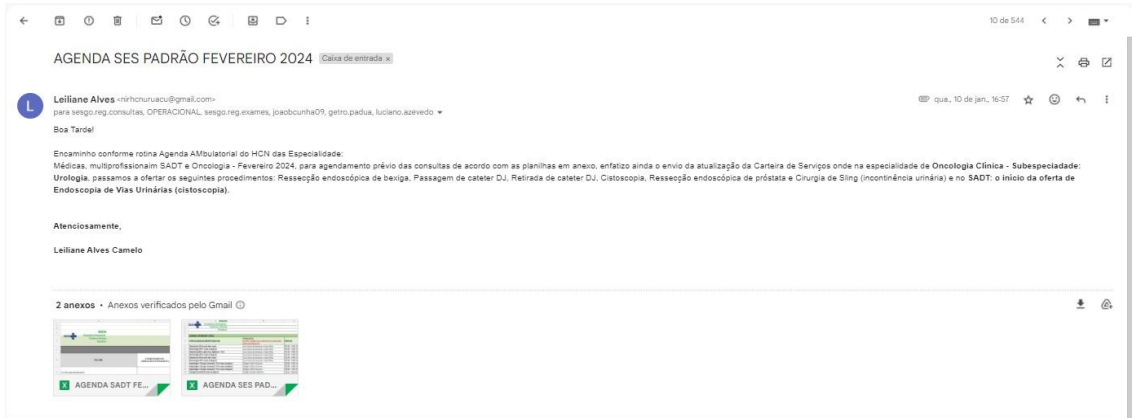 10 de 544
AGENDA SES PADRÃO FEVEREIRO 2024 Caixa de entrada x
L
Leiliane Alves <nirhcnuruacu@gmail.com>
qua., 10 de jan., 16:57
para sesgo.reg.consultas, OPERACIONAL, sesgo.reg.exames, joaobcunha09, getro.padua, luciano.azevedo
Boa Tarde!
Encaminho conforme rotina Agenda AMbulatorial do HCN das Especialidade:
Médicas, multiprofissionaim SADT e Oncologia - Fevereiro 2024, para agendamento prévio das consultas de acordo com as planilhas em anexo, enfatizo ainda o envio da atualização da Carteira de Serviços onde na especialidade de Oncologia Clínica - Subespeciadade:
Urologia, passamos a ofertar os seguintes procedimentos: Ressecção endoscópica de bexiga, Passagem de cateter DJ, Retirada de cateter DJ, Cistoscopia, Ressecção endoscópica de próstata e Cirurgia de Sling (incontinência urinária) e no SADT: o início da oferta de
Endoscopia de Vias Urinárias (cistoscopia).
Atenciosamente,
Leiliane Alves Camelo
2 anexos • Anexos verificados pelo Gmail
X AGENDA SADT FE...
X AGENDA SES PAD...